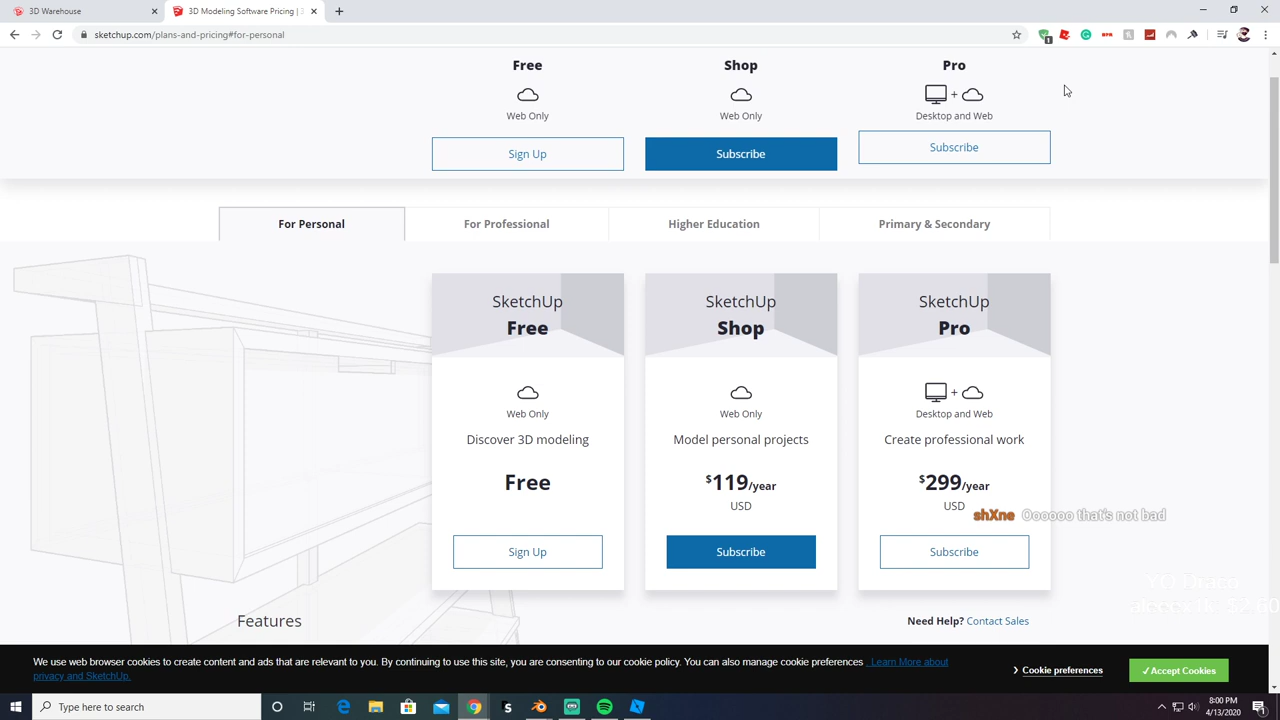 3D Warehouse
3D Modeling Software Pricing | 3
sketchup.com/plans-and-pricing#for-personal
1
Free
Shop
Pro
+
Web Only
Web Only
Desktop and Web
Sign Up
Subscribe
Subscribe
For Personal
For Professional
Higher Education
Primary & Secondary
SketchUp
Free
SketchUp
Shop
SketchUp
Pro
+
Web Only
Web Only
Desktop and Web
Discover 3D modeling
Model personal projects
Create professional work
Free
$119/year
$299/year
USD
USD
shXne Oooooo that's not bad
Sign Up
Subscribe
Subscribe
Features
Need Help? Contact Sales
We use web browser cookies to create content and ads that are relevant to you. By continuing to use this site, you are consenting to our cookie policy. You can also manage cookie preferences Learn More about
privacy and SketchUp.
Cookie preferences
✓Accept Cookies
Type here to search
8:00 PM
4/13/2020